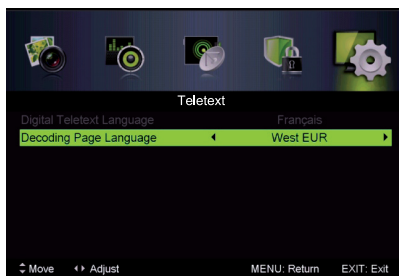 Teletext
Digital Teletext Language Français
Decoding Page Language West EUR
Move Adjust MENU: Return EXIT: Exit